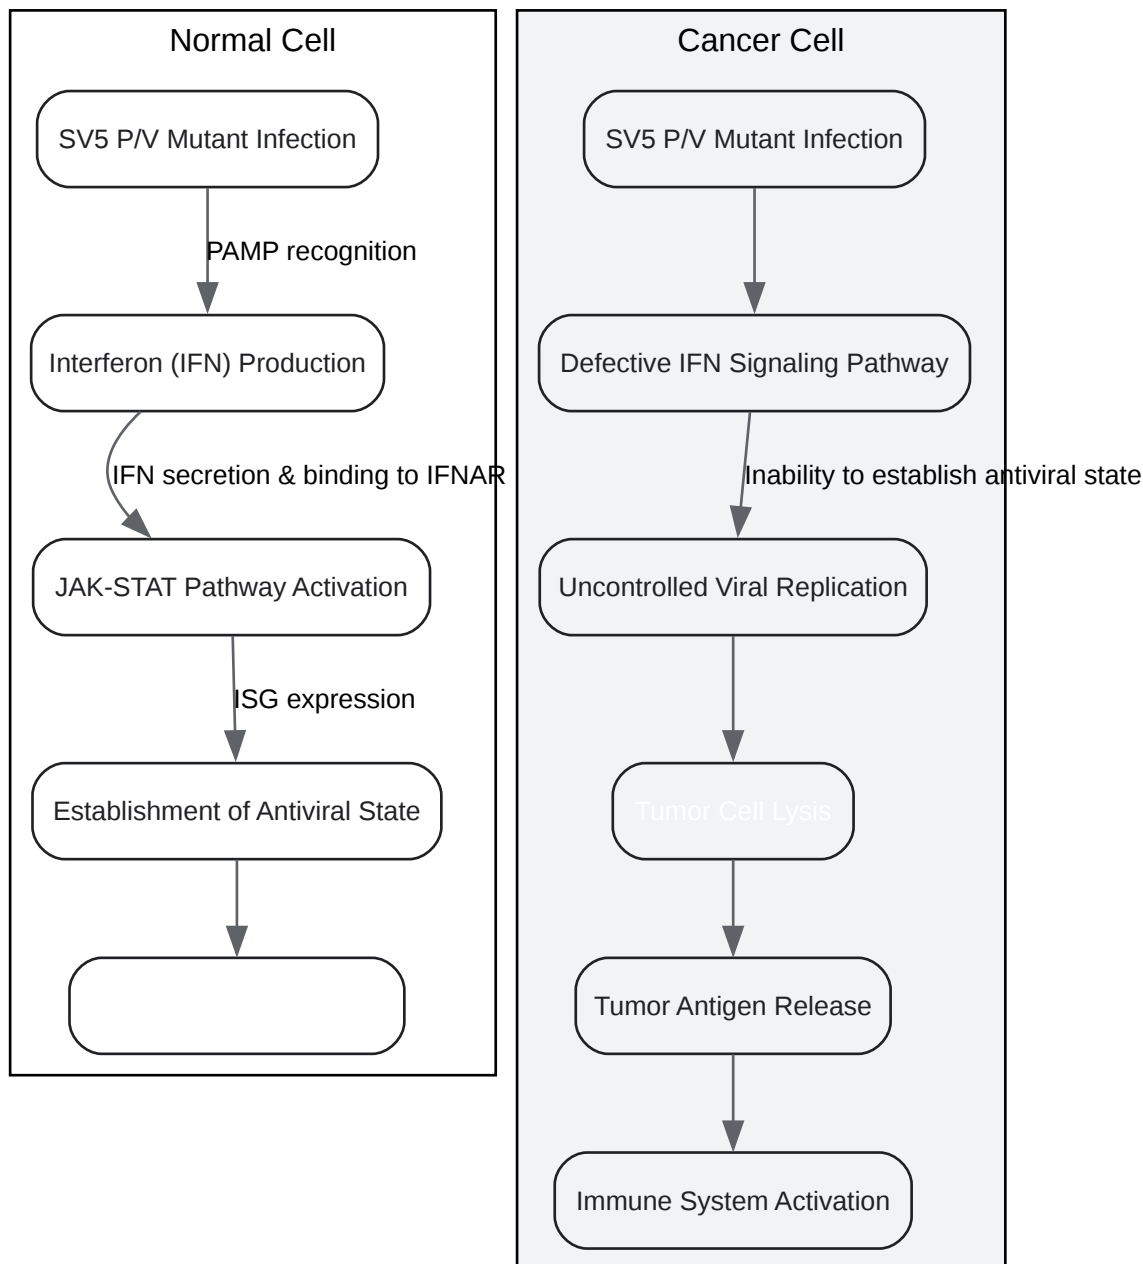 Normal Cell
SV5 P/V Mutant Infection
PAMP recognition
Interferon (IFN) Production
IFN secretion & binding to IFNAR
JAK-STAT Pathway Activation
ISG expression
Establishment of Antiviral State
Cancer Cell
SV5 P/V Mutant Infection
Defective IFN Signaling Pathway
Inability to establish antiviral state
Uncontrolled Viral Replication
Tumor Cell Lysis
Tumor Antigen Release
Immune System Activation